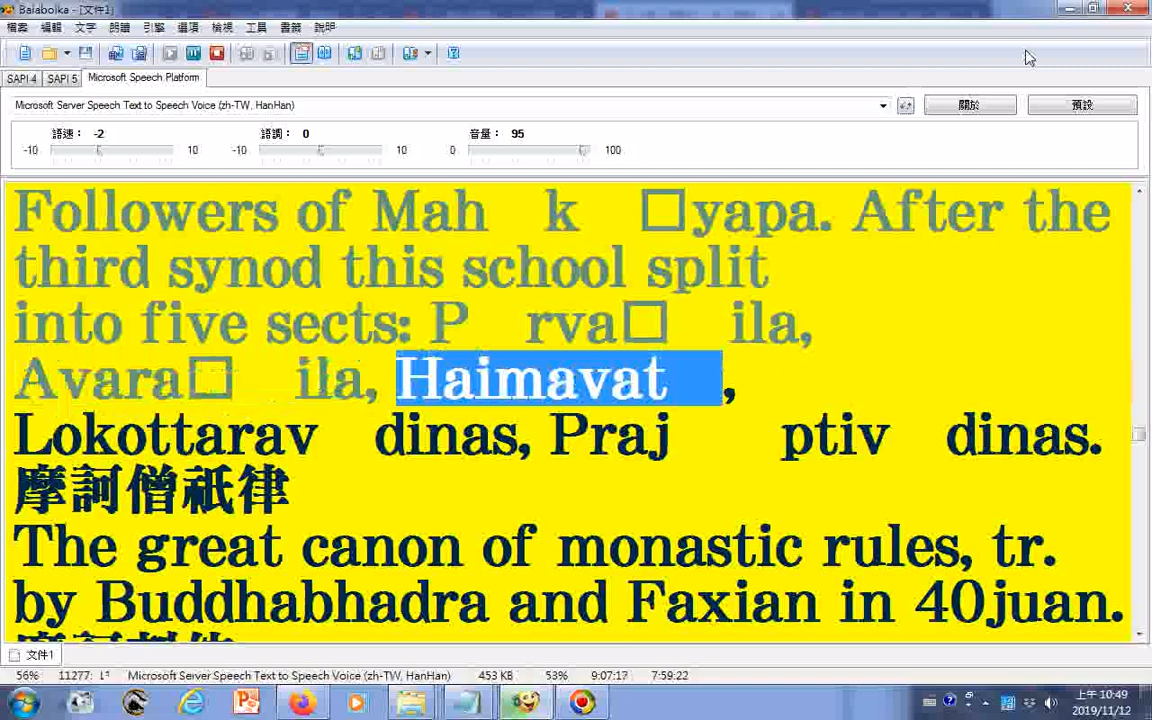 Balabolka - [文件1]
檔案 編輯 文字 朗讀 引擎 選項 檢視 工具 書籤 說明
SAPI 4 SAPI 5 Microsoft Speech Platform
Microsoft Server Speech Text to Speech Voice (zh-TW, HanHan) 關於 預設
語速： -2 語調： 0 音量： 95
-10 10 -10 10 0 100
Followers of Mah k □yapa. After the
third synod this school split
into five sects: P rva□ ila,
Avara□ ila, Haimavat ,
Lokottarav dinas, Praj ptiv dinas.
摩訶僧祇律
The great canon of monastic rules, tr.
by Buddhabhadra and Faxian in 40juan.
文件1
56% 11277: Microsoft Server Speech Text to Speech Voice (zh-TW, HanHan) 453 KB 53% 9:07:17 7:59:22
上午 10:49
2019/11/12